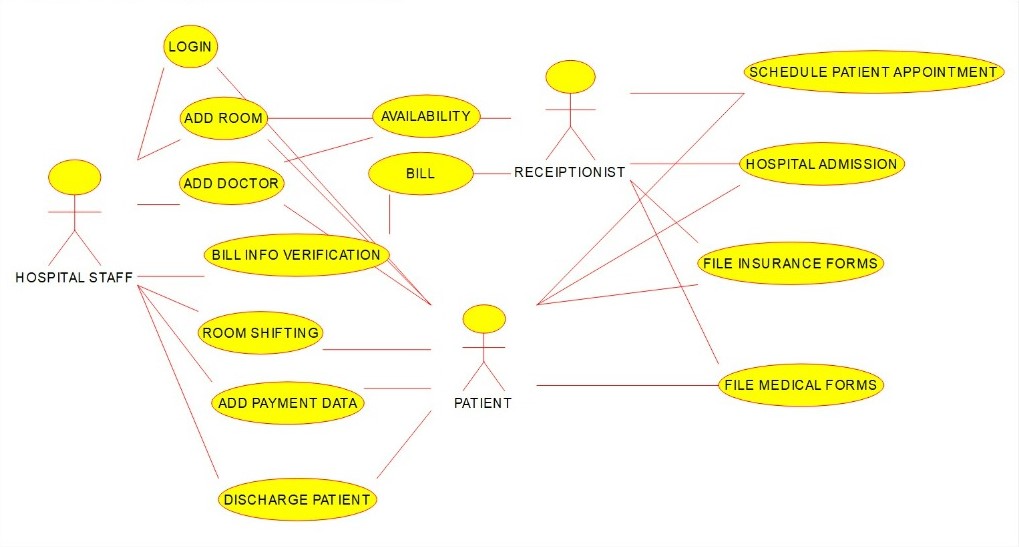 LOGIN
SCHEDULE PATIENT APPOINTMENT
ADD ROOM
AVAILABILITY
HOSPITAL ADMISSION
BILL
RECEIPTIONIST
ADD DOCTOR
BILL INFO VERIFICATION
FILE INSURANCE FORMS
HOSPITAL STAFF
ROOM SHIFTING
FILE MEDICAL FORMS
ADD PAYMENT DATA
PATIENT
DISCHARGE PATIENT